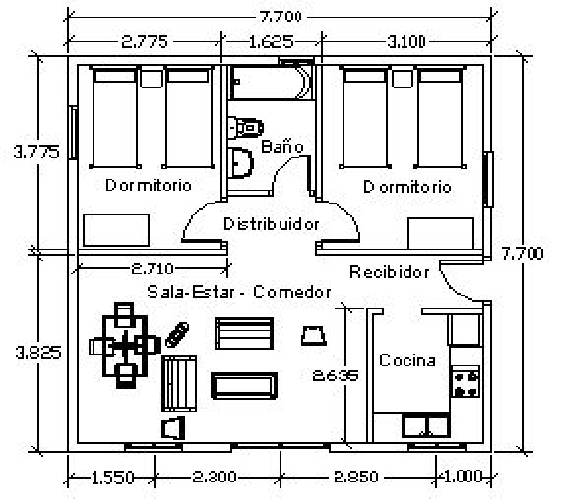 7.700
2.775 1.625 3.100
3.775
Baño
Dormitorio
Dormitorio
Distribuidor
7.700
2.710
Recibidor
Sala-Estar - Comedor
3.825
2.635
Cocina
1.550 2.300 2.850 1.000